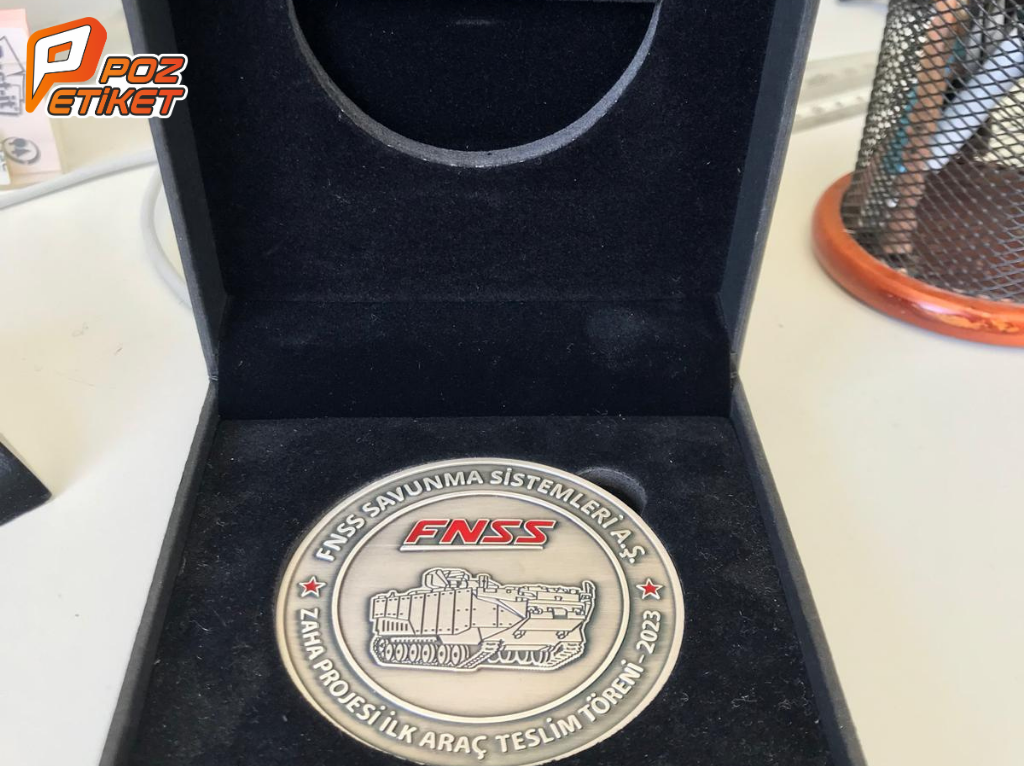 POZ
ETİKET
FNSS SAVUNMA SİSTEMLERİ A.Ş.
FNSS
ZAHA PROJESİ İLK ARAÇ TESLİM TÖRENİ - 2023